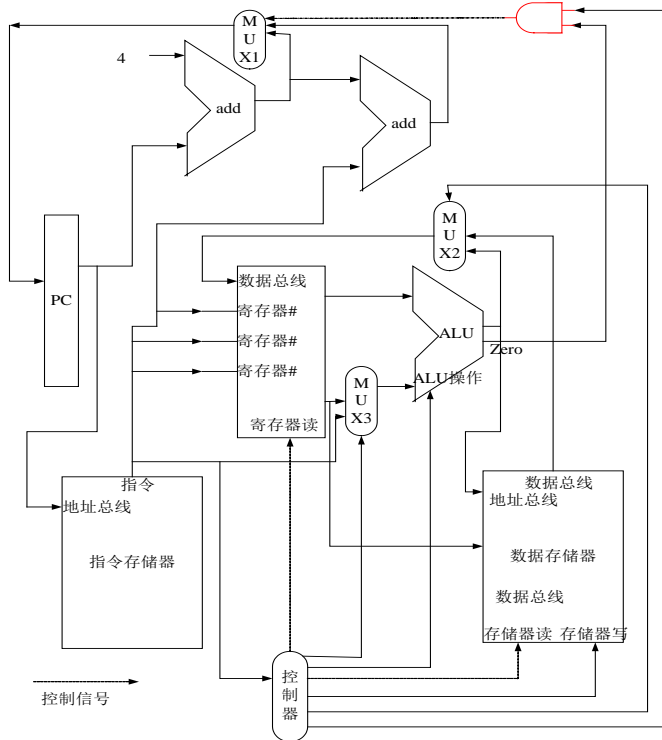 M
U
X1
4
add
add
M
U
X2
PC
数据总线
寄存器#
寄存器#
寄存器#
寄存器读
M
U
X3
ALU
Zero
ALU操作
指令
地址总线
指令存储器
数据总线
地址总线
数据存储器
数据总线
存储器读 存储器写
控
制
器
控制信号